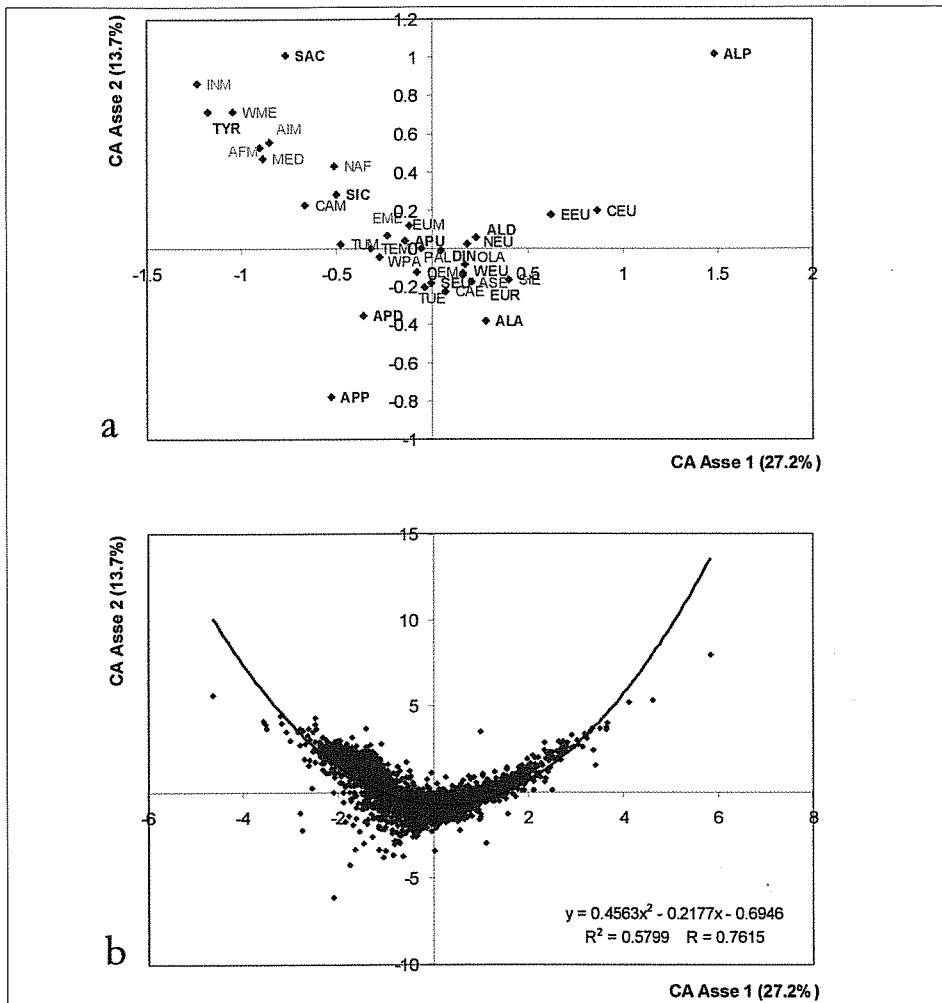 CA Asse 2 (13.7%)
1.2
1
0.8
0.6
0.4
0.2
0
-0.2
-0.4
-0.6
-0.8
-1
-1.5
-1
-0.5
0
0.5
1
1.5
2
SAC
ALP
INM
WME
TYR
AIM
AFM
MED
NAF
SIC
CAM
EEU
CEU
EME
EUM
ALD
APU
NEU
TUM
PAL
DIN
OLA
WPA
OEM
WEU
SEU
ASE
SIE
TUE
CAE
EUR
APD
ALA
APP
a
CA Asse 1 (27.2%)
CA Asse 2 (13.7%)
15
10
5
-5
-10
-6
-4
-2
0
2
4
6
8
y = 0.4563x² - 0.2177x - 0.6946
R² = 0.5799 R = 0.7615
b
CA Asse 1 (27.2%)